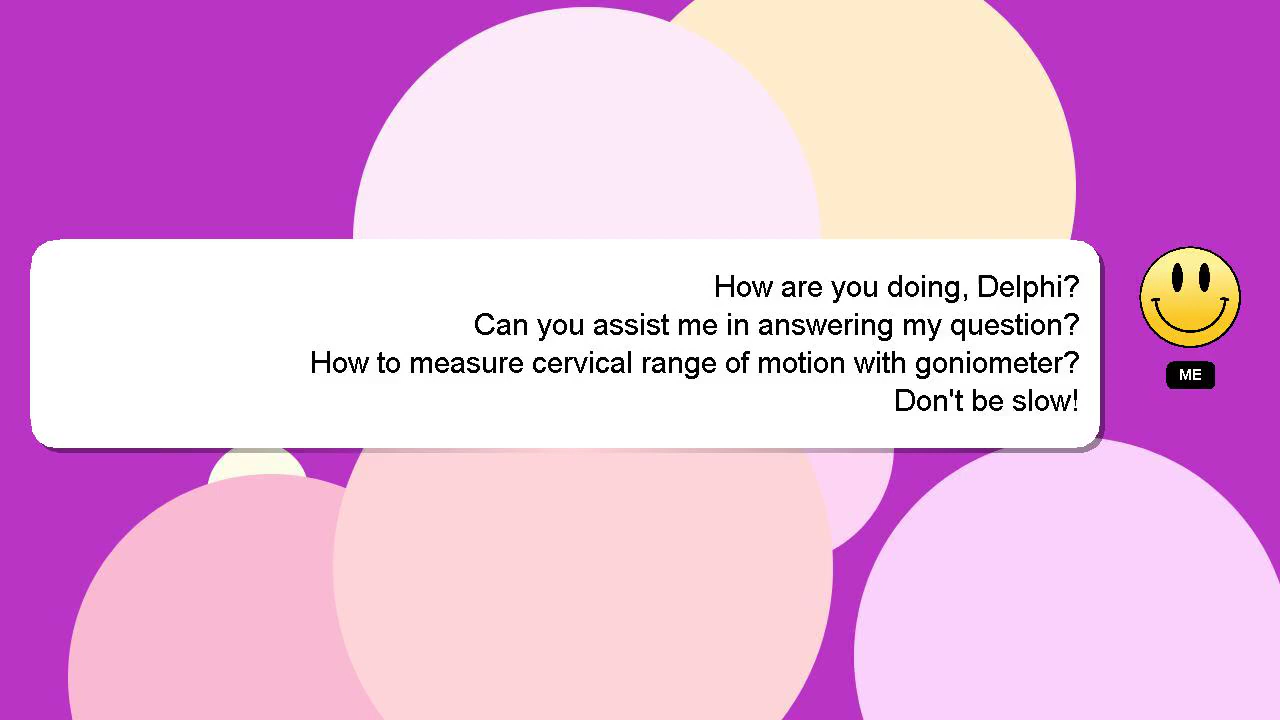 How are you doing, Delphi?
Can you assist me in answering my question?
How to measure cervical range of motion with goniometer?
Don't be slow!
ME